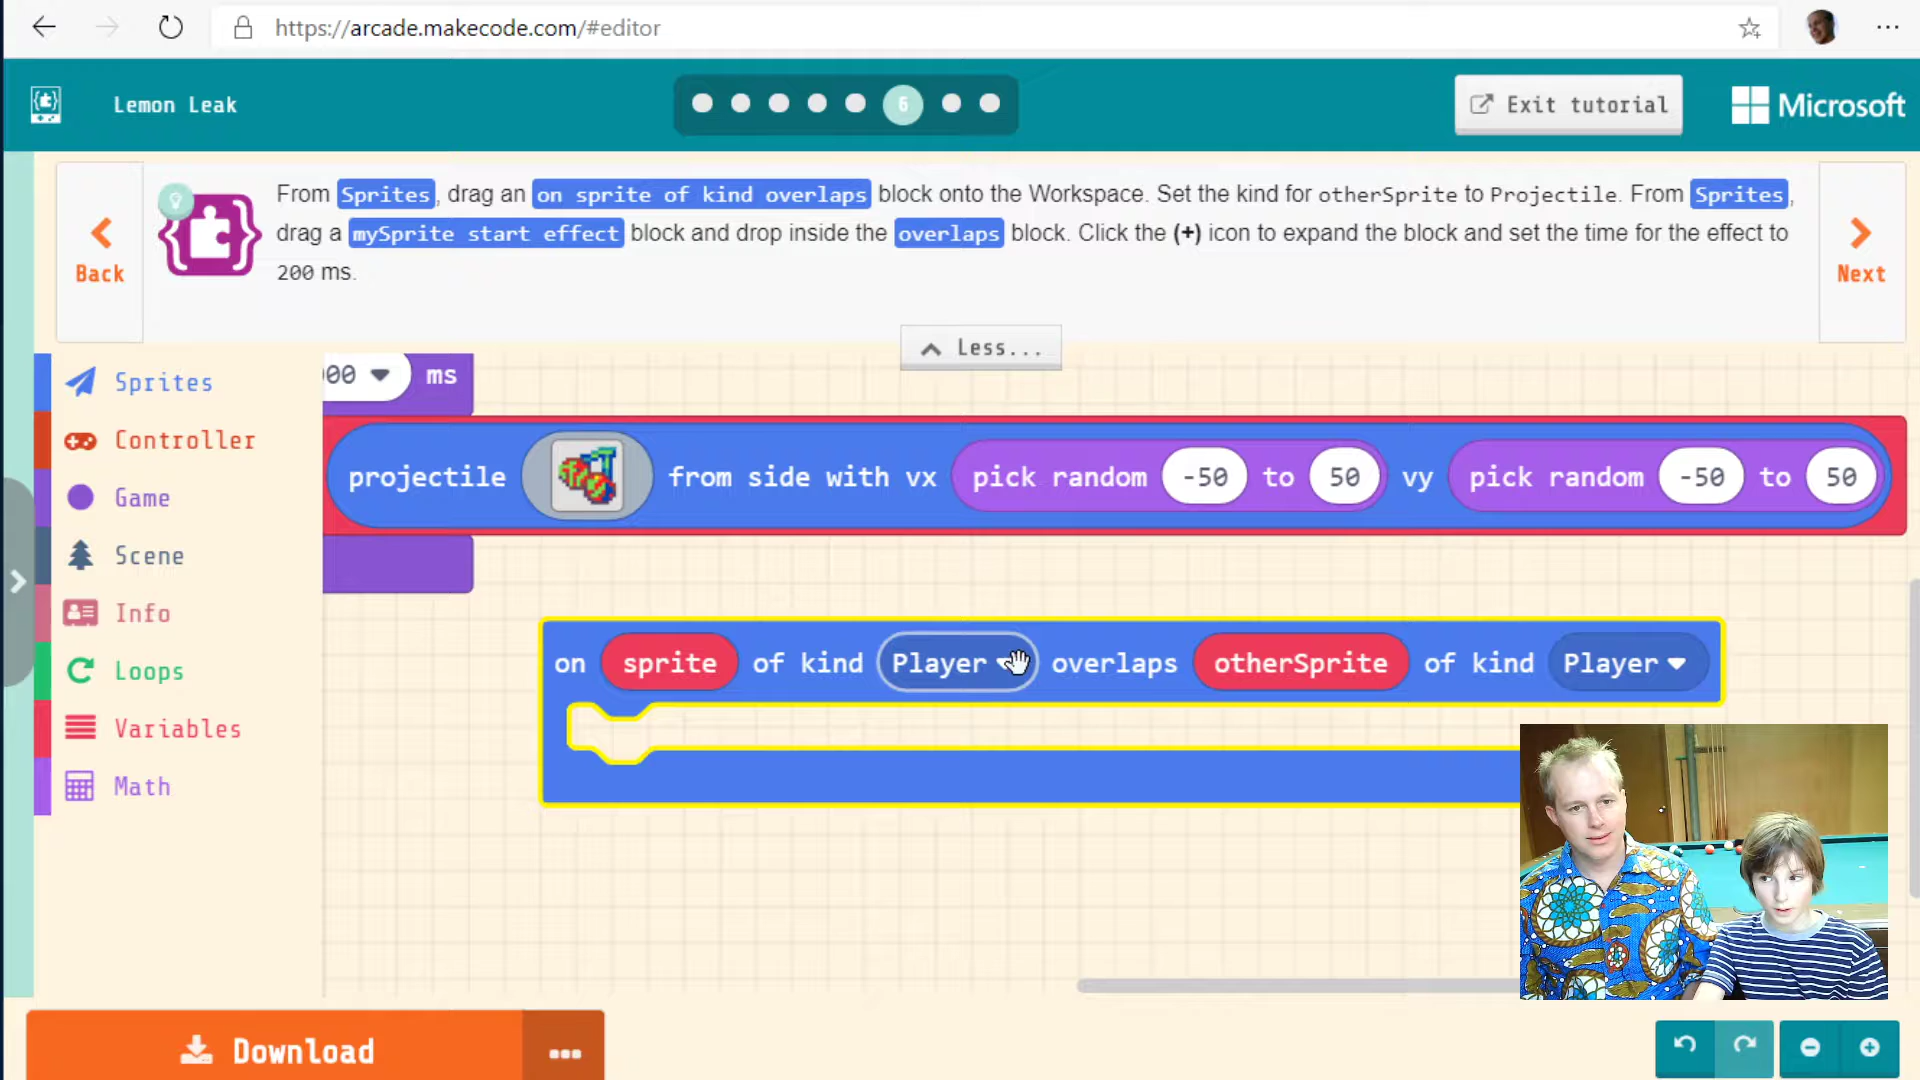 https://arcade.makecode.com/#editor
Lemon Leak
6
Exit tutorial
Microsoft
From Sprites, drag an on sprite of kind overlaps block onto the Workspace. Set the kind for otherSprite to Projectile. From Sprites,
drag a mySprite start effect block and drop inside the overlaps block. Click the (+) icon to expand the block and set the time for the effect to
200 ms.
Back
Next
Less...
Sprites
Controller
Game
Scene
Info
Loops
Variables
Math
00 ms
projectile from side with vx pick random -50 to 50 vy pick random -50 to 50
on sprite of kind Player overlaps otherSprite of kind Player
Download
...